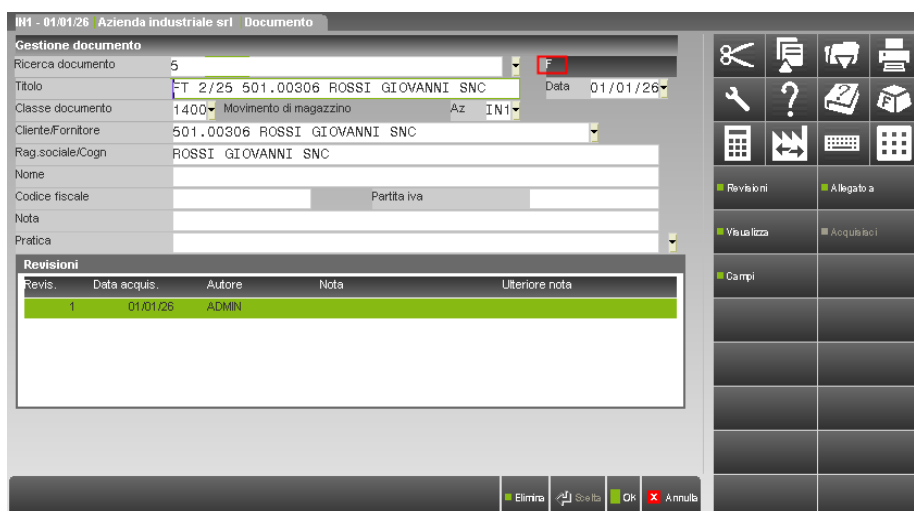 IN1 - 01/01/26 Azienda industriale srl Documento
Gestione documento
Ricerca documento 5 F
Titolo FT 2/25 501.00306 ROSSI GIOVANNI SNC Data 01/01/26
Classe documento 1400 Movimento di magazzino Az IN1
Cliente/Fornitore 501.00306 ROSSI GIOVANNI SNC
Rag.sociale/Cogn ROSSI GIOVANNI SNC
Nome
Codice fiscale Partita iva
Nota
Pratica
Revisioni
Revis. Data acquis. Autore Nota Ulteriore nota
1 01/01/26 ADMIN
Revisioni Allegato a
Visualizza Acquisisci
Campi
Elimina Scelta Ok Annulla